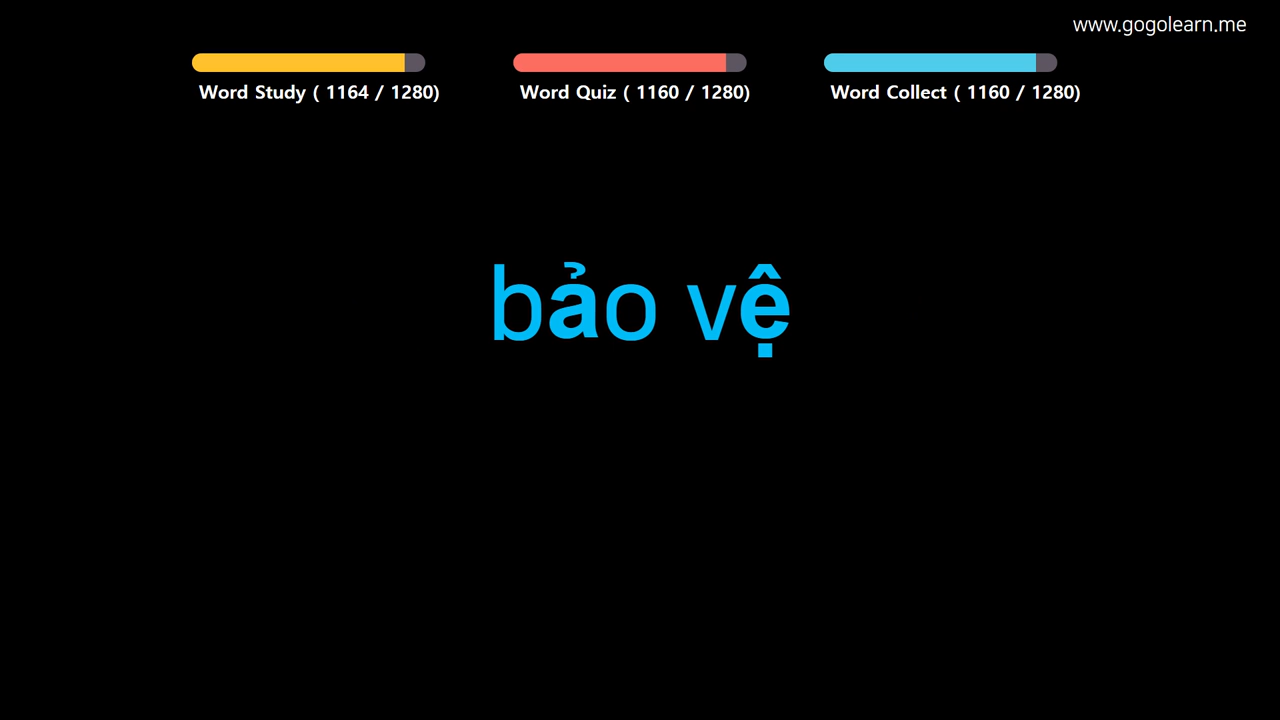 www.gogolearn.me
Word Study ( 1164 / 1280)
Word Quiz ( 1160 / 1280)
Word Collect ( 1160 / 1280)
bảo vệ